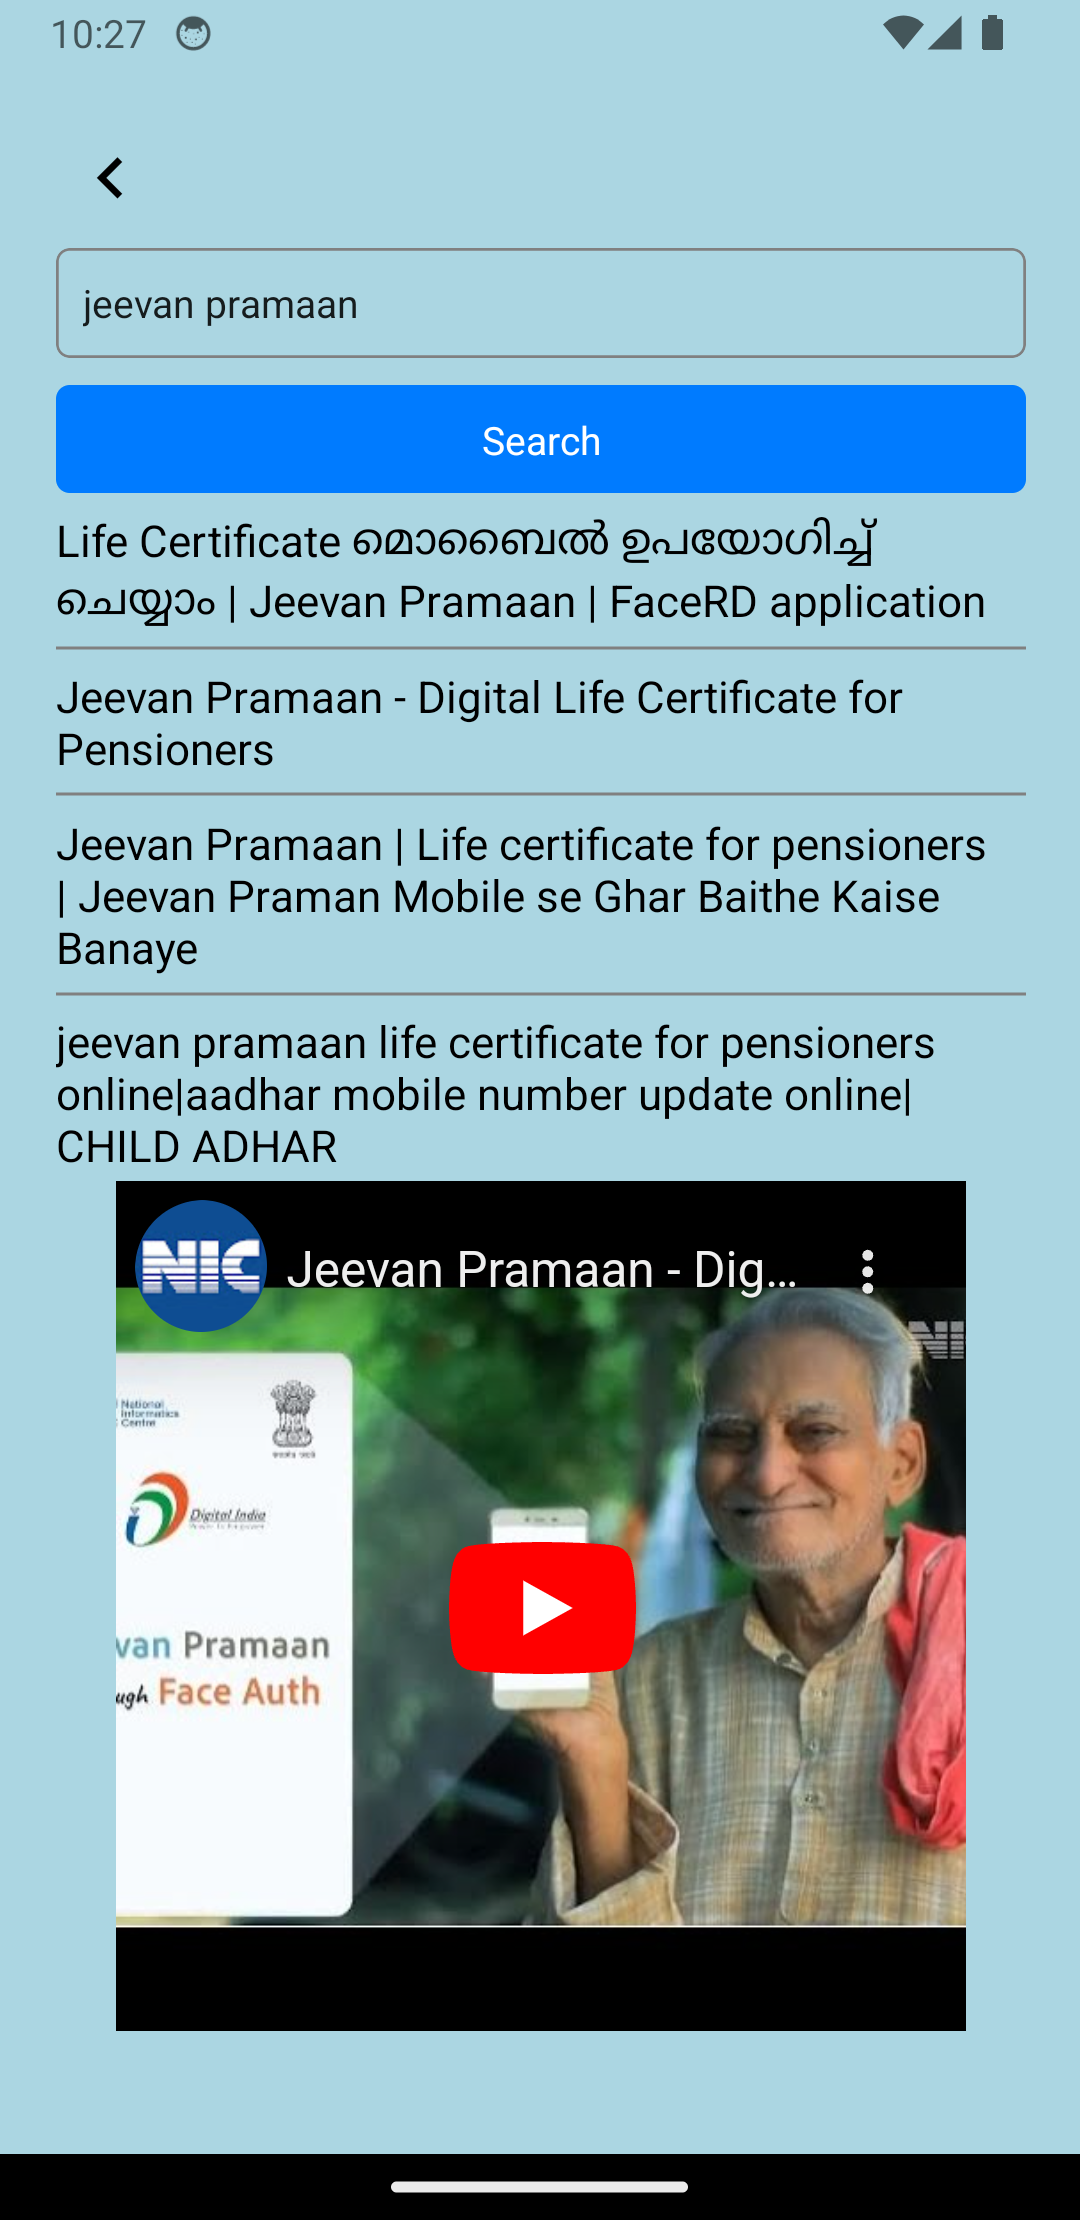 10:27
jeevan pramaan
Search
Life Certificate മൊബൈൽ ഉപയോഗിച്ച്
ചെയ്യാം | Jeevan Pramaan | FaceRD application
Jeevan Pramaan - Digital Life Certificate for
Pensioners
Jeevan Pramaan | Life certificate for pensioners
| Jeevan Praman Mobile se Ghar Baithe Kaise
Banaye
jeevan pramaan life certificate for pensioners
online|aadhar mobile number update online|
CHILD ADHAR
NIC
Jeevan Pramaan - Dig...
NI
National
Informatics
Centre
Digital India
van Pramaan
ugh Face Auth